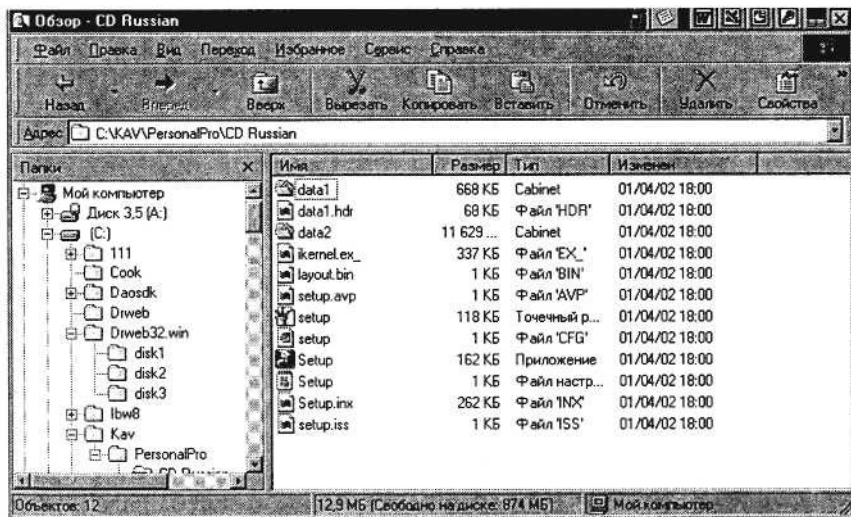 Обзор - CD Russian
Файл Правка Вид Переход Избранное Сервис Справка
Назад Вперед Вверх Вырезать Копировать Вставить Отменить Удалить Свойства »
Адрес C:\KAV\PersonalPro\CD Russian
Папки
Мой компьютер
Диск 3,5 (A:)
(C:)
111
Cook
Daosdk
Drweb
Drweb32.win
disk1
disk2
disk3
lbw8
Kav
PersonalPro
CD Russian
Имя Размер Тип Изменен
data1 668 КБ Cabinet 01/04/02 18:00
data1.hdr 68 КБ Файл 'HDR' 01/04/02 18:00
data2 11 629 ... Cabinet 01/04/02 18:00
ikernel.ex_ 337 КБ Файл 'EX_' 01/04/02 18:00
layout.bin 1 КБ Файл 'BIN' 01/04/02 18:00
setup.avp 1 КБ Файл 'AVP' 01/04/02 18:00
setup 118 КБ Точечный р... 01/04/02 18:00
setup 1 КБ Файл 'CFG' 01/04/02 18:00
Setup 162 КБ Приложение 01/04/02 18:00
Setup 1 КБ Файл настр... 01/04/02 18:00
Setup.inx 262 КБ Файл 'INX' 01/04/02 18:00
setup.iss 1 КБ Файл 'ISS' 01/04/02 18:00
Объектов: 12 12,9 МБ (Свободно на диске: 874 МБ) Мой компьютер